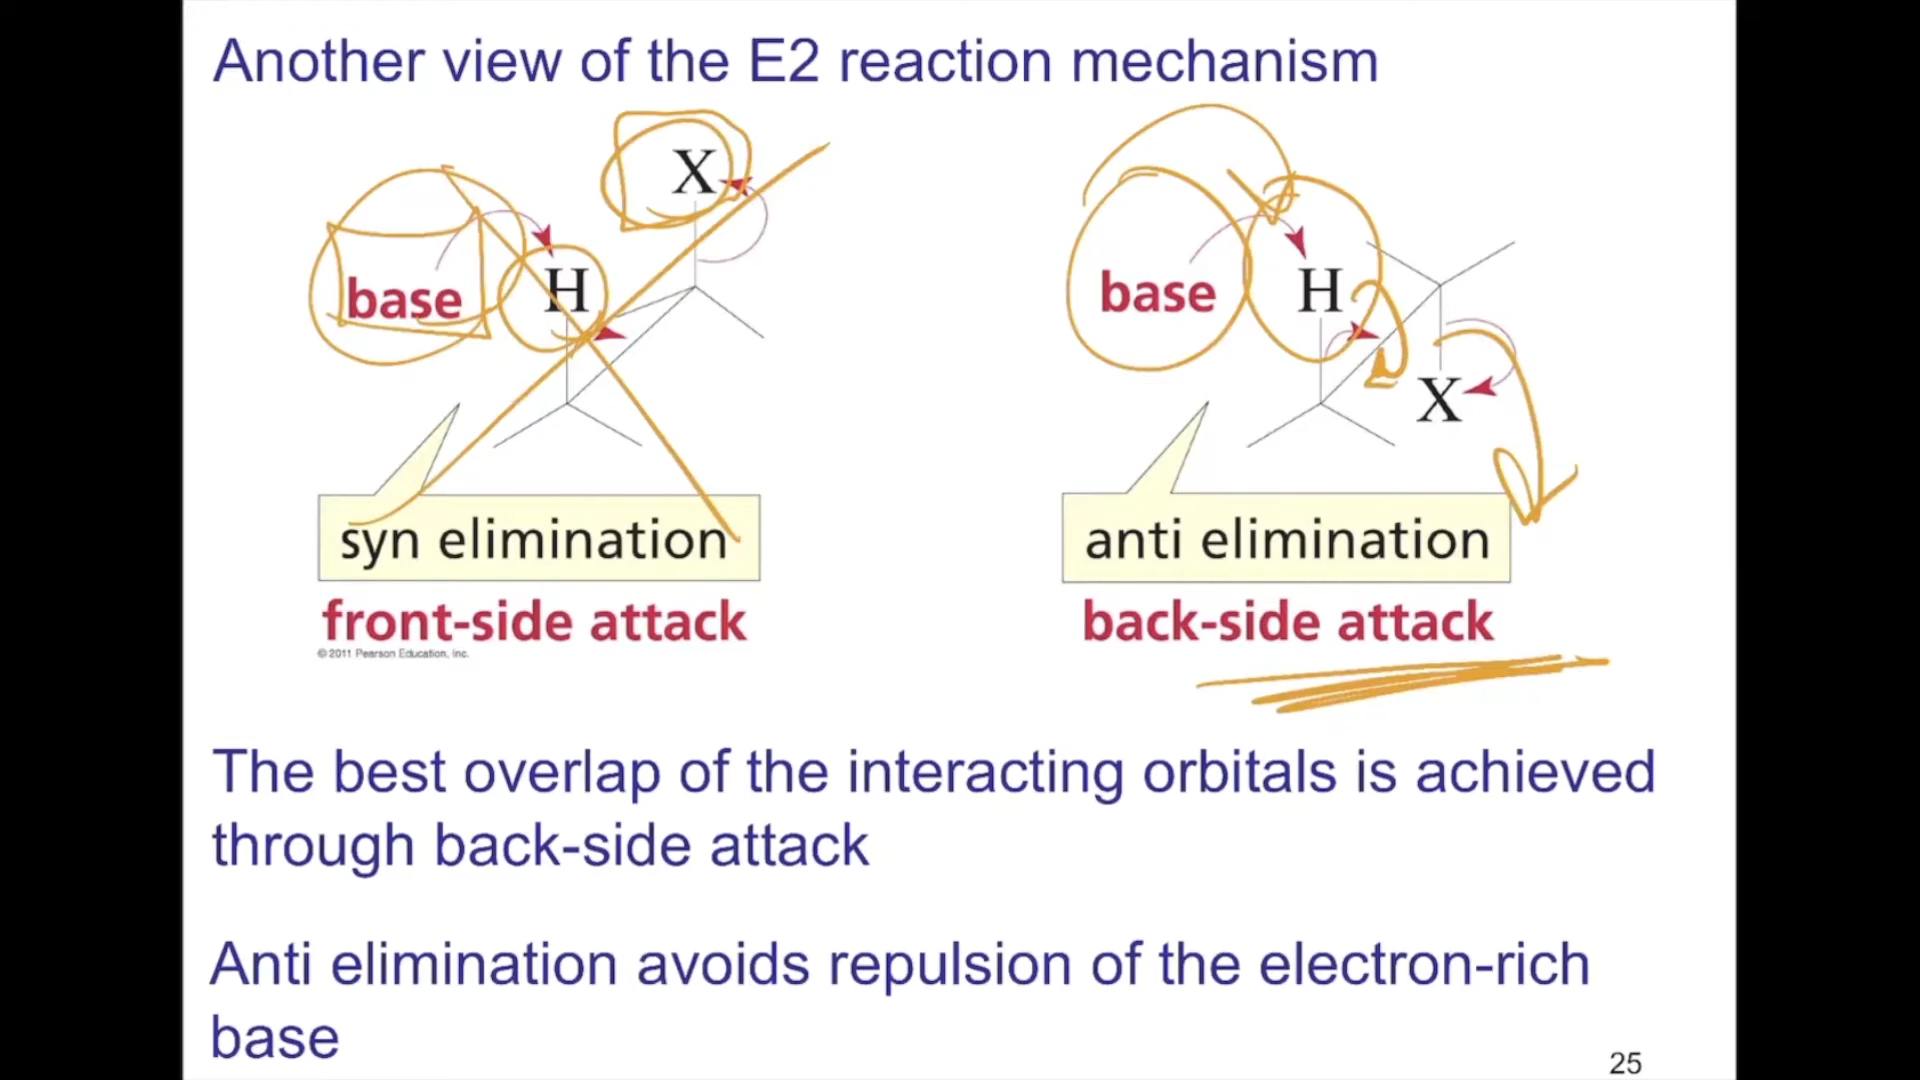 Another view of the E2 reaction mechanism
X
base
H
base
H
X
syn elimination
anti elimination
front-side attack
back-side attack
© 2011 Pearson Education, Inc.
The best overlap of the interacting orbitals is achieved
through back-side attack
Anti elimination avoids repulsion of the electron-rich
base
25